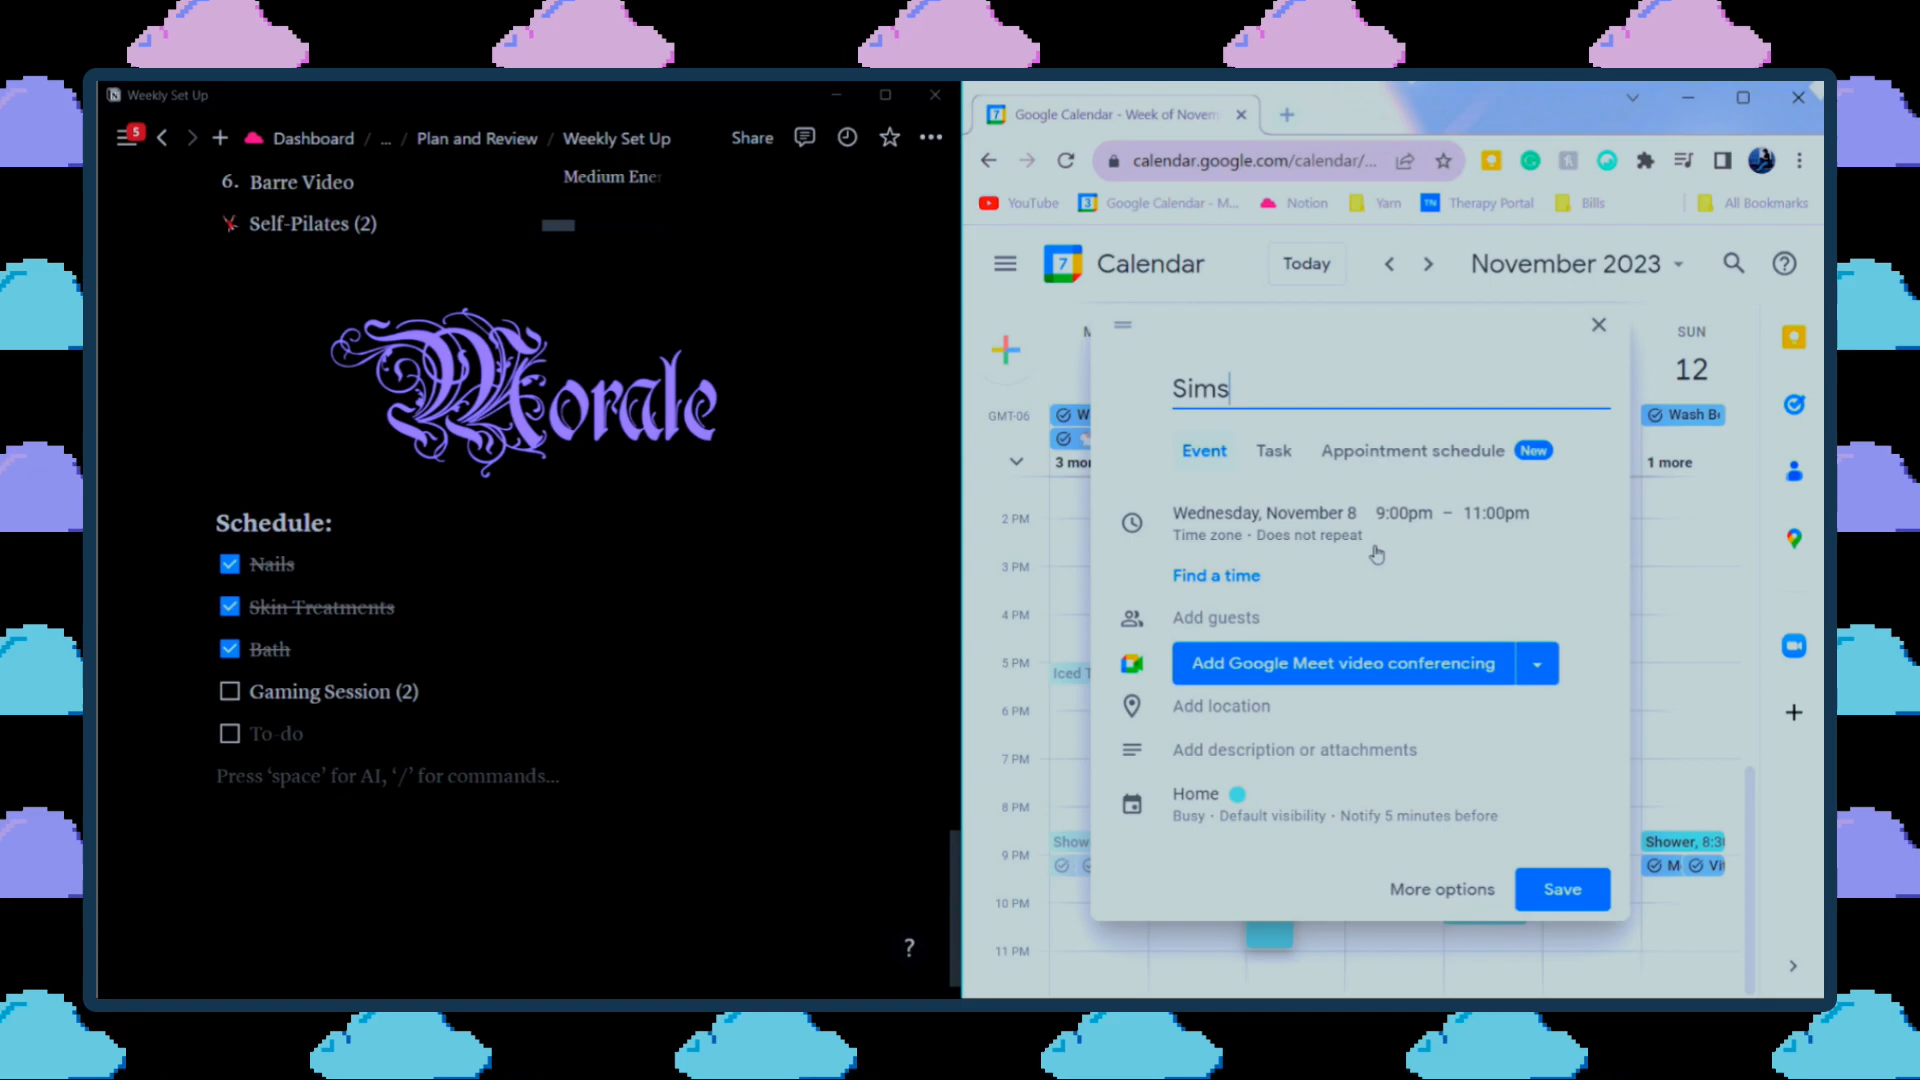 Weekly Set Up
5
Dashboard / ... / Plan and Review / Weekly Set Up
Share
6. Barre Video
Medium Ener
Self-Pilates (2)
Morale
Schedule:
Nails
Skin Treatments
Bath
Gaming Session (2)
To-do
Press ‘space’ for AI, ‘/’ for commands...
?
7
Google Calendar - Week of Novem
calendar.google.com/calendar/...
YouTube
3
Google Calendar - M...
Notion
Yarn
TN
Therapy Portal
Bills
All Bookmarks
7
Calendar
Today
November 2023
SUN
12
GMT-06
Wash B
3 mo
1 more
2 PM
3 PM
4 PM
5 PM
6 PM
7 PM
8 PM
9 PM
10 PM
11 PM
Iced T
Show
Shower, 8:3
M
Vi
Sims
Event
Task
Appointment schedule
New
Wednesday, November 8 9:00pm – 11:00pm
Time zone · Does not repeat
Find a time
Add guests
Add Google Meet video conferencing
Add location
Add description or attachments
Home
Busy · Default visibility · Notify 5 minutes before
More options
Save